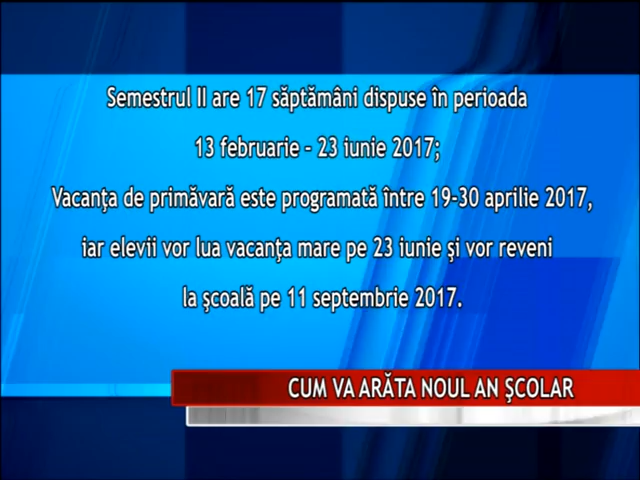 Semestrul II are 17 săptămâni dispuse în perioada
13 februarie - 23 iunie 2017;
Vacanţa de primăvară este programată între 19-30 aprilie 2017,
iar elevii vor lua vacanţa mare pe 23 iunie şi vor reveni
la şcoală pe 11 septembrie 2017.
CUM VA ARĂTA NOUL AN ŞCOLAR